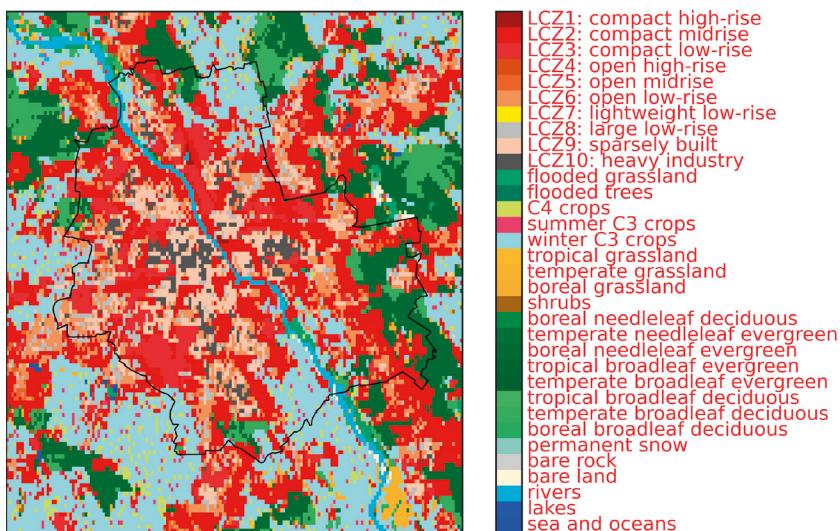 LCZ1: compact high-rise
LCZ2: compact midrise
LCZ3: compact low-rise
LCZ4: open high-rise
LCZ5: open midrise
LCZ6: open low-rise
LCZ7: lightweight low-rise
LCZ8: large low-rise
LCZ9: sparsely built
LCZ10: heavy industry
flooded grassland
flooded trees
C4 crops
summer C3 crops
winter C3 crops
tropical grassland
temperate grassland
boreal grassland
shrubs
boreal needleleaf deciduous
temperate needleleaf evergreen
boreal needleleaf evergreen
tropical broadleaf evergreen
temperate broadleaf evergreen
tropical broadleaf deciduous
temperate broadleaf deciduous
boreal broadleaf deciduous
permanent snow
bare rock
bare land
rivers
lakes
sea and oceans